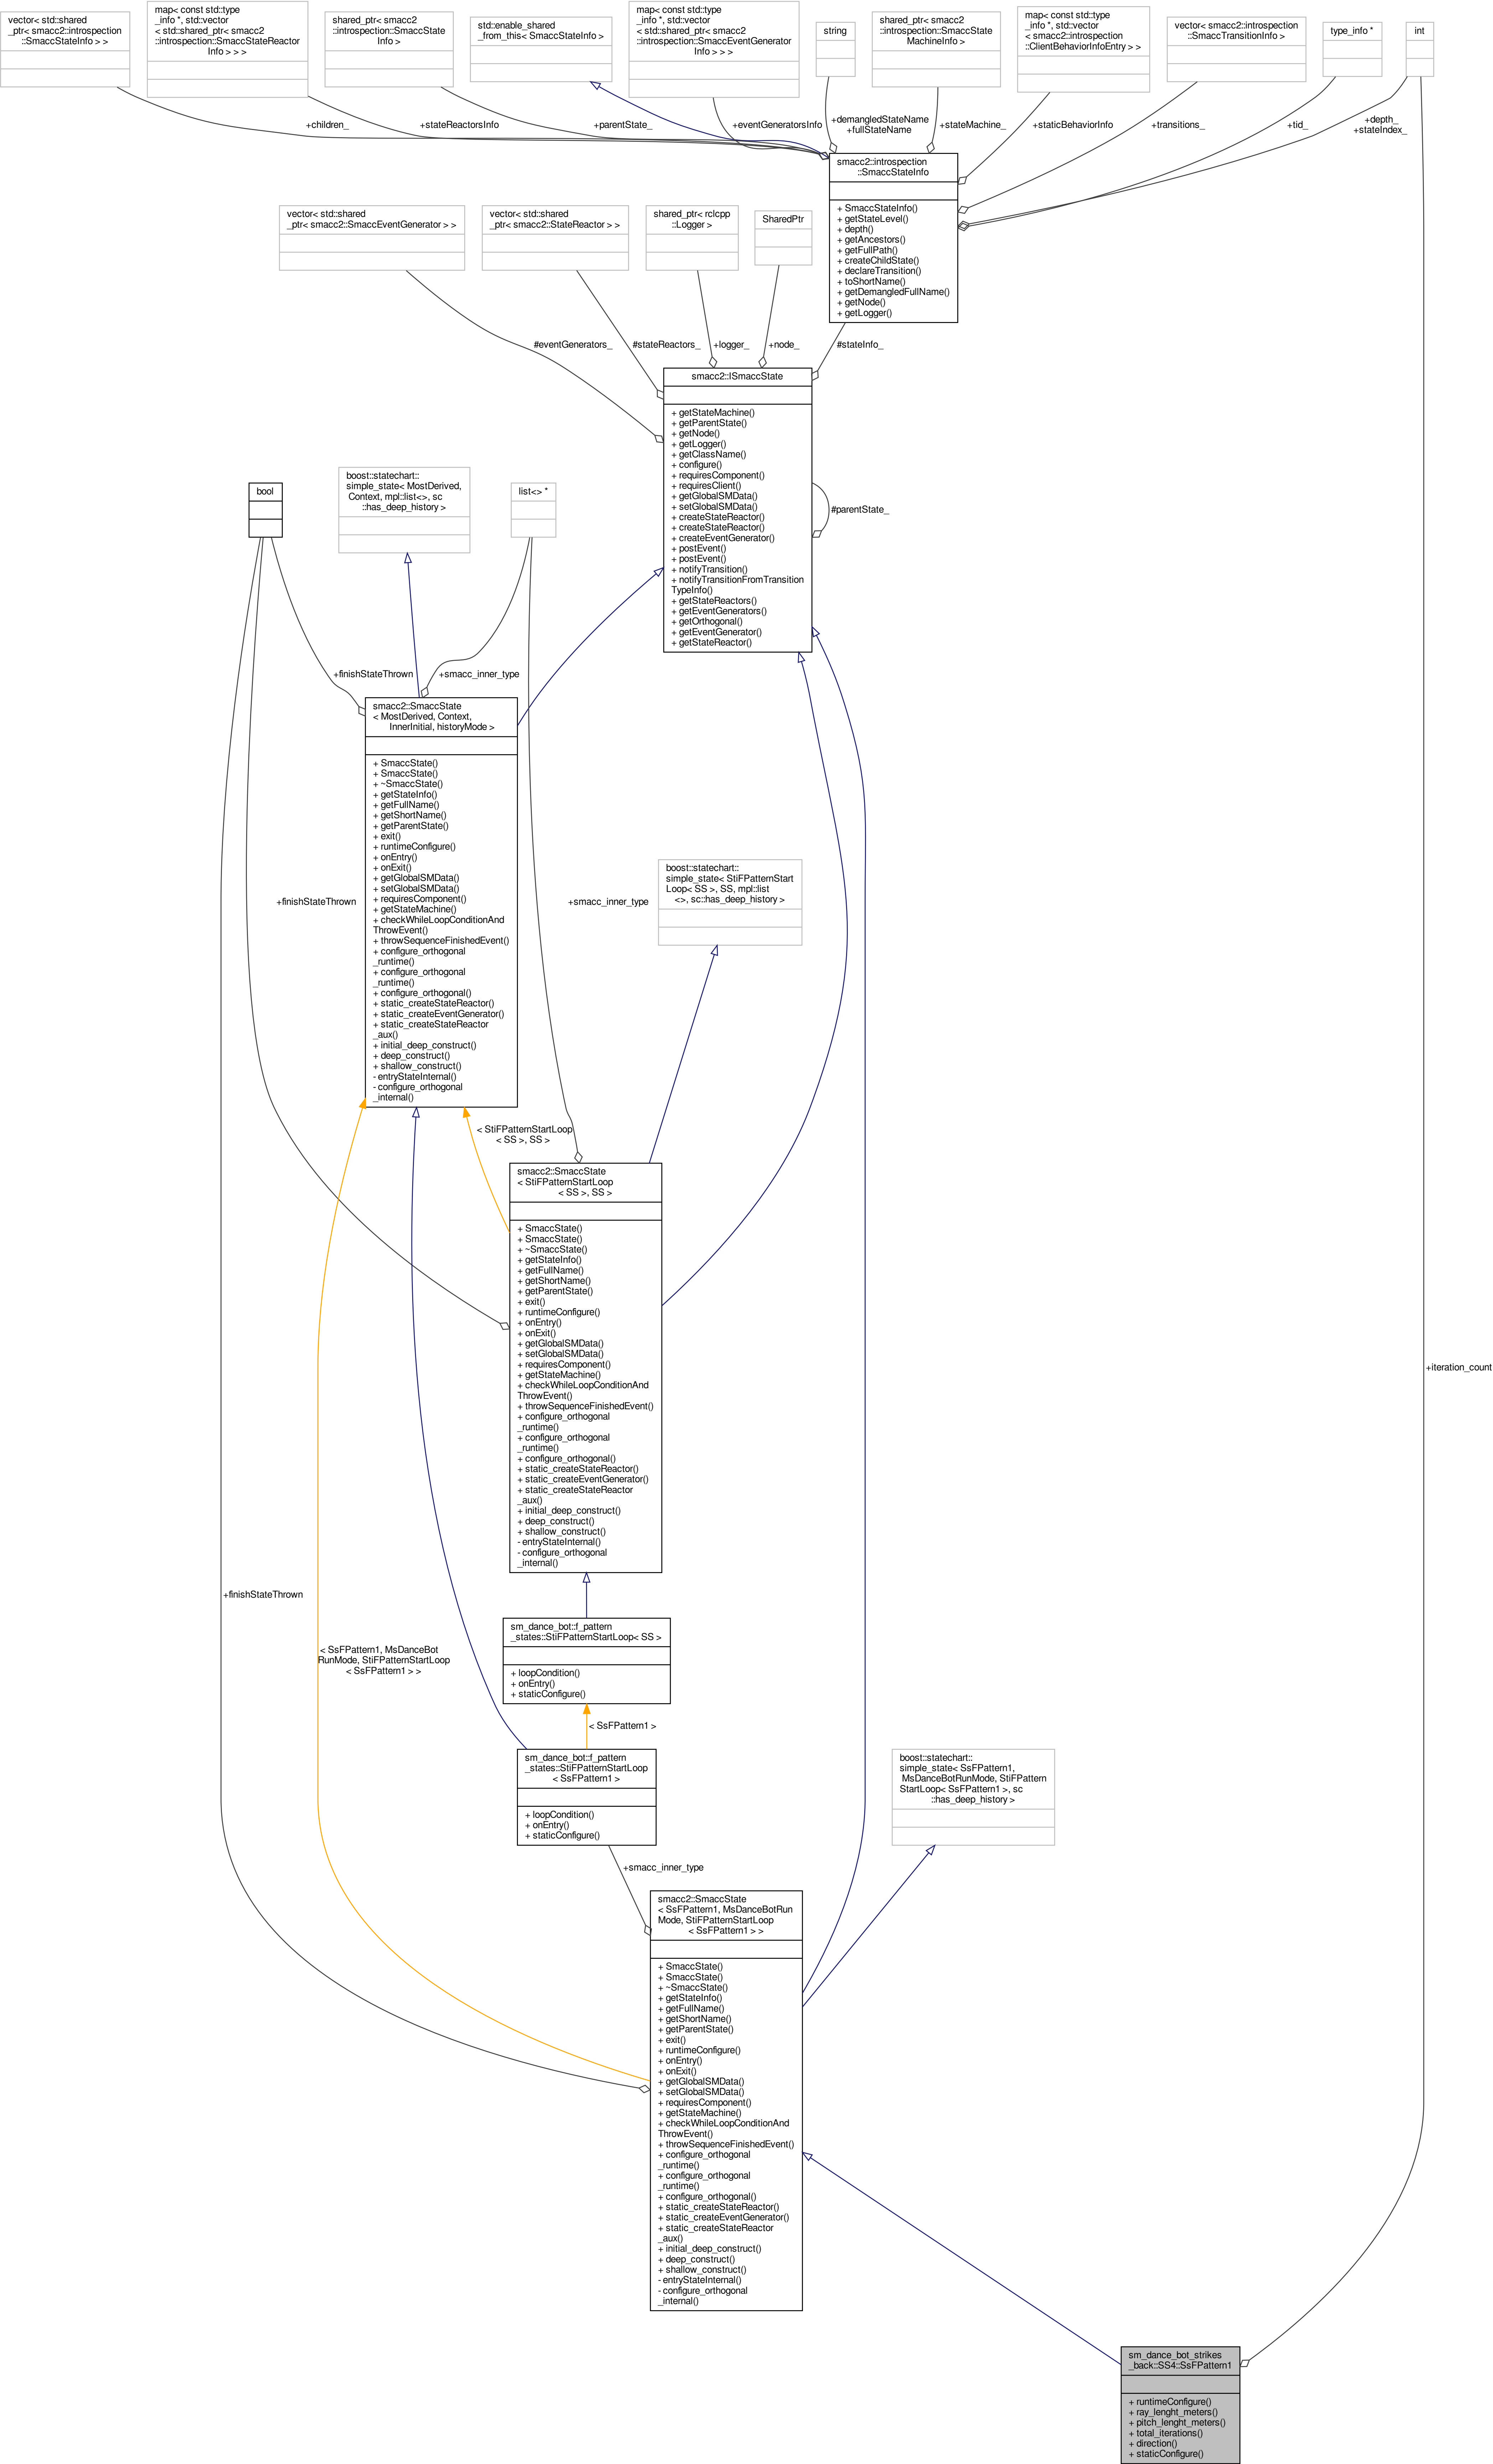 vector< std::shared
_ptr< smacc2::introspection
::SmaccStateInfo > >
map< const std::type
_info *, std::vector
< std::shared_ptr< smacc2
::introspection::SmaccStateReactor
Info > > >
shared_ptr< smacc2
::introspection::SmaccState
Info >
std::enable_shared
_from_this< SmaccStateInfo >
map< const std::type
_info *, std::vector
< std::shared_ptr< smacc2
::introspection::SmaccEventGenerator
Info > > >
string
shared_ptr< smacc2
::introspection::SmaccState
MachineInfo >
map< const std::type
_info *, std::vector
< smacc2::introspection
::ClientBehaviorInfoEntry > >
vector< smacc2::introspection
::SmaccTransitionInfo >
type_info *
int
+children_
+stateReactorsInfo
+parentState_
+eventGeneratorsInfo
+demangledStateName
+fullStateName
+stateMachine_
+staticBehaviorInfo
+transitions_
+tid_
+depth_
+stateIndex_
smacc2::introspection
::SmaccStateInfo
+ SmaccStateInfo()
+ getStateLevel()
+ depth()
+ getAncestors()
+ getFullPath()
+ createChildState()
+ declareTransition()
+ toShortName()
+ getDemangledFullName()
+ getNode()
+ getLogger()
vector< std::shared
_ptr< smacc2::SmaccEventGenerator > >
vector< std::shared
_ptr< smacc2::StateReactor > >
shared_ptr< rclcpp
::Logger >
SharedPtr
#eventGenerators_
#stateReactors_
+logger_
+node_
#stateInfo_
smacc2::ISmaccState
+ getStateMachine()
+ getParentState()
+ getNode()
+ getLogger()
+ getClassName()
+ configure()
+ requiresComponent()
+ requiresClient()
+ getGlobalSMData()
+ setGlobalSMData()
+ createStateReactor()
+ createStateReactor()
+ createEventGenerator()
+ postEvent()
+ postEvent()
+ notifyTransition()
+ notifyTransitionFromTransition
TypeInfo()
+ getStateReactors()
+ getEventGenerators()
+ getOrthogonal()
+ getEventGenerator()
+ getStateReactor()
#parentState_
bool
boost::statechart::
simple_state< MostDerived,
Context, mpl::list<>, sc
::has_deep_history >
list<> *
+finishStateThrown
+smacc_inner_type
smacc2::SmaccState
< MostDerived, Context,
InnerInitial, historyMode >
+ SmaccState()
+ SmaccState()
+ ~SmaccState()
+ getStateInfo()
+ getFullName()
+ getShortName()
+ getParentState()
+ exit()
+ runtimeConfigure()
+ onEntry()
+ onExit()
+ getGlobalSMData()
+ setGlobalSMData()
+ requiresComponent()
+ getStateMachine()
+ checkWhileLoopConditionAnd
ThrowEvent()
+ throwSequenceFinishedEvent()
+ configure_orthogonal
_runtime()
+ configure_orthogonal
_runtime()
+ configure_orthogonal()
+ static_createStateReactor()
+ static_createEventGenerator()
+ static_createStateReactor
_aux()
+ initial_deep_construct()
+ deep_construct()
+ shallow_construct()
- entryStateInternal()
- configure_orthogonal
_internal()
+finishStateThrown
+smacc_inner_type
boost::statechart::
simple_state< StiFPatternStart
Loop< SS >, SS, mpl::list
<>, sc::has_deep_history >
< StiFPatternStartLoop
< SS >, SS >
smacc2::SmaccState
< StiFPatternStartLoop
< SS >, SS >
+ SmaccState()
+ SmaccState()
+ ~SmaccState()
+ getStateInfo()
+ getFullName()
+ getShortName()
+ getParentState()
+ exit()
+ runtimeConfigure()
+ onEntry()
+ onExit()
+ getGlobalSMData()
+ setGlobalSMData()
+ requiresComponent()
+ getStateMachine()
+ checkWhileLoopConditionAnd
ThrowEvent()
+ throwSequenceFinishedEvent()
+ configure_orthogonal
_runtime()
+ configure_orthogonal
_runtime()
+ configure_orthogonal()
+ static_createStateReactor()
+ static_createEventGenerator()
+ static_createStateReactor
_aux()
+ initial_deep_construct()
+ deep_construct()
+ shallow_construct()
- entryStateInternal()
- configure_orthogonal
_internal()
+iteration_count
+finishStateThrown
sm_dance_bot::f_pattern
_states::StiFPatternStartLoop< SS >
+ loopCondition()
+ onEntry()
+ staticConfigure()
< SsFPattern1, MsDanceBot
RunMode, StiFPatternStartLoop
< SsFPattern1 > >
< SsFPattern1 >
sm_dance_bot::f_pattern
_states::StiFPatternStartLoop
< SsFPattern1 >
+ loopCondition()
+ onEntry()
+ staticConfigure()
boost::statechart::
simple_state< SsFPattern1,
MsDanceBotRunMode, StiFPattern
StartLoop< SsFPattern1 >, sc
::has_deep_history >
+smacc_inner_type
smacc2::SmaccState
< SsFPattern1, MsDanceBotRun
Mode, StiFPatternStartLoop
< SsFPattern1 > >
+ SmaccState()
+ SmaccState()
+ ~SmaccState()
+ getStateInfo()
+ getFullName()
+ getShortName()
+ getParentState()
+ exit()
+ runtimeConfigure()
+ onEntry()
+ onExit()
+ getGlobalSMData()
+ setGlobalSMData()
+ requiresComponent()
+ getStateMachine()
+ checkWhileLoopConditionAnd
ThrowEvent()
+ throwSequenceFinishedEvent()
+ configure_orthogonal
_runtime()
+ configure_orthogonal
_runtime()
+ configure_orthogonal()
+ static_createStateReactor()
+ static_createEventGenerator()
+ static_createStateReactor
_aux()
+ initial_deep_construct()
+ deep_construct()
+ shallow_construct()
- entryStateInternal()
- configure_orthogonal
_internal()
sm_dance_bot_strikes
_back::SS4::SsFPattern1
+ runtimeConfigure()
+ ray_lenght_meters()
+ pitch_lenght_meters()
+ total_iterations()
+ direction()
+ staticConfigure()